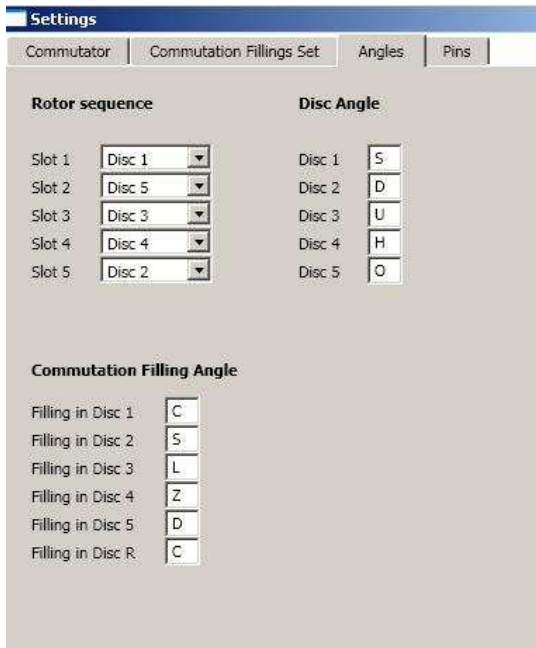 Settings
Commutator Commutation Fillings Set Angles Pins
Rotor sequence Disc Angle
Slot 1 Disc 1 Disc 1 S
Slot 2 Disc 5 Disc 2 D
Slot 3 Disc 3 Disc 3 U
Slot 4 Disc 4 Disc 4 H
Slot 5 Disc 2 Disc 5 O
Commutation Filling Angle
Filling in Disc 1 C
Filling in Disc 2 S
Filling in Disc 3 L
Filling in Disc 4 Z
Filling in Disc 5 D
Filling in Disc R C